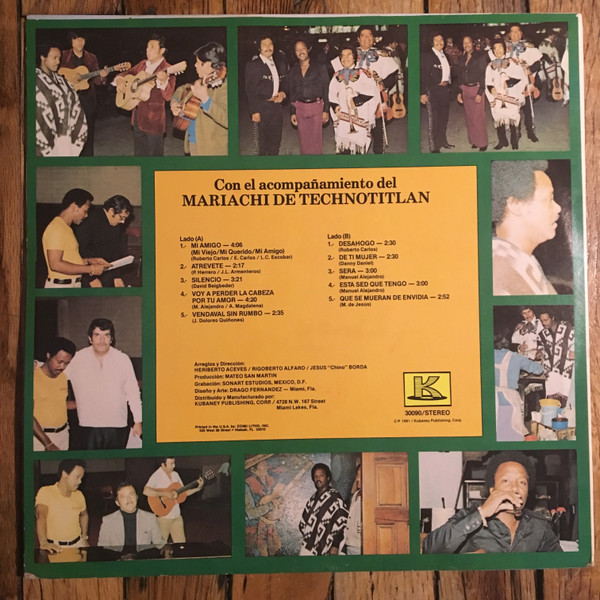 Con el acompañamiento del
MARIACHI DE TECHNOTITLAN
Lado (A)
1.- MI AMIGO — 4:06
(Mi Viejo/Mi Querido/Mi Amigo)
(Roberto Carlos / E. Carlos / L.C. Escobar)
2.- ATREVETE — 2:17
(P. Herrero / J.L. Armenteros)
3.- SILENCIO — 3:21
(David Beigbeder)
4.- VOY A PERDER LA CABEZA
POR TU AMOR — 4:20
(M. Alejandro / A. Magdalena)
5.- VENDAVAL SIN RUMBO — 2:35
(J. Dolores Quiñones)
Lado (B)
1.- DESAHOGO — 2:30
(Roberto Carlos)
2.- DE TI MUJER — 2:30
(Danny Daniel)
3.- SERA — 3:00
(Manuel Alejandro)
4.- ESTA SED QUE TENGO — 3:00
(Manuel Alejandro)
5.- QUE SE MUERAN DE ENVIDIA — 2:52
(M. de Jesús)
Arreglos y Dirección:
HERIBERTO ACEVES / RIGOBERTO ALFARO / JESUS "Chino" BORDA
Producción: MATEO SAN MARTIN
Grabación: SONART ESTUDIOS, MEXICO, D.F.
Diseño y Arte: DRAGO FERNANDEZ — Miami, Fla.
Distribuido y Manufacturado por:
KUBANEY PUBLISHING, CORP. / 4728 N.W. 167 Street
Miami Lakes, Fla.
K
30090/STEREO
© P 1981 / Kubaney Publishing, Corp.
Printed in the U.S.A. by: